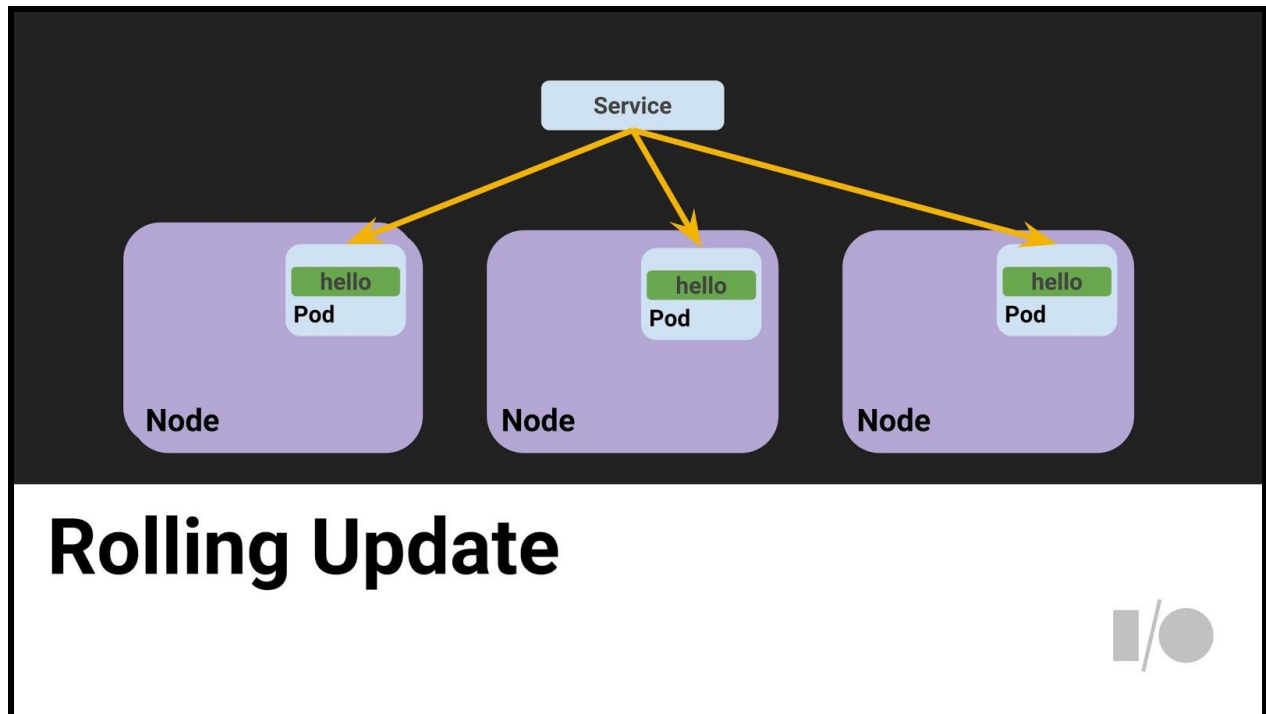 Service
hello
Pod
Node
hello
Pod
Node
hello
Pod
Node
Rolling Update
I/O